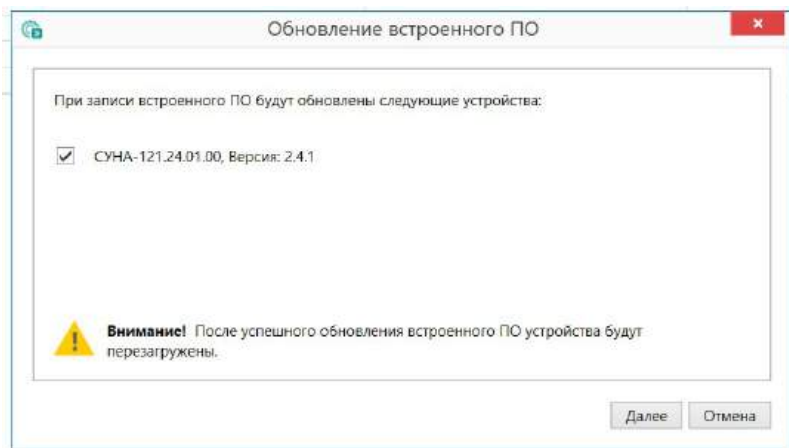 Обновление встроенного ПО
При записи встроенного ПО будут обновлены следующие устройства:
СУНА-121.24.01.00, Версия: 2.4.1
Внимание! После успешного обновления встроенного ПО устройства будут
перезагружены.
Далее Отмена